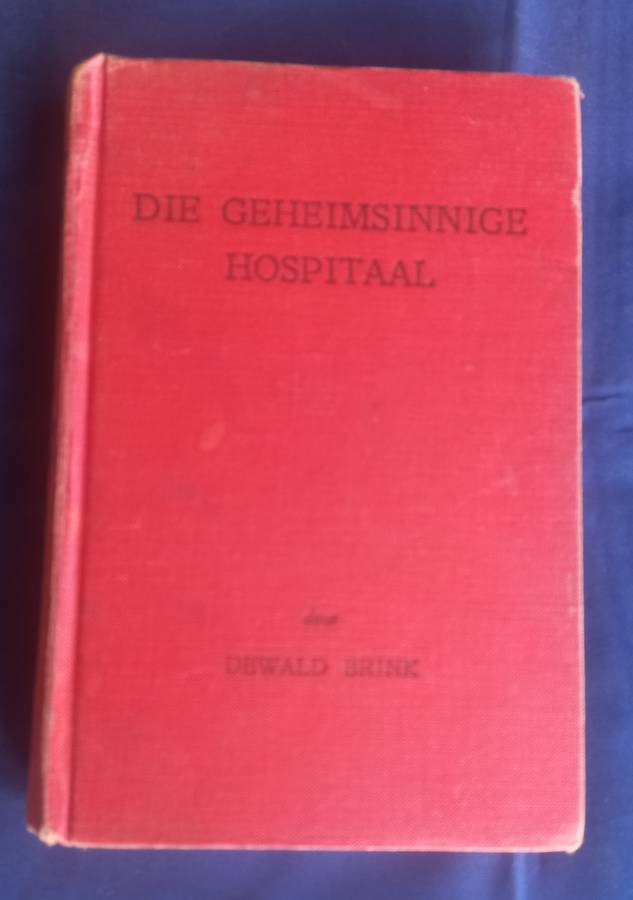 DIE GEHEIMSINNIGE
HOSPITAAL
deur
DEWALD BRINK